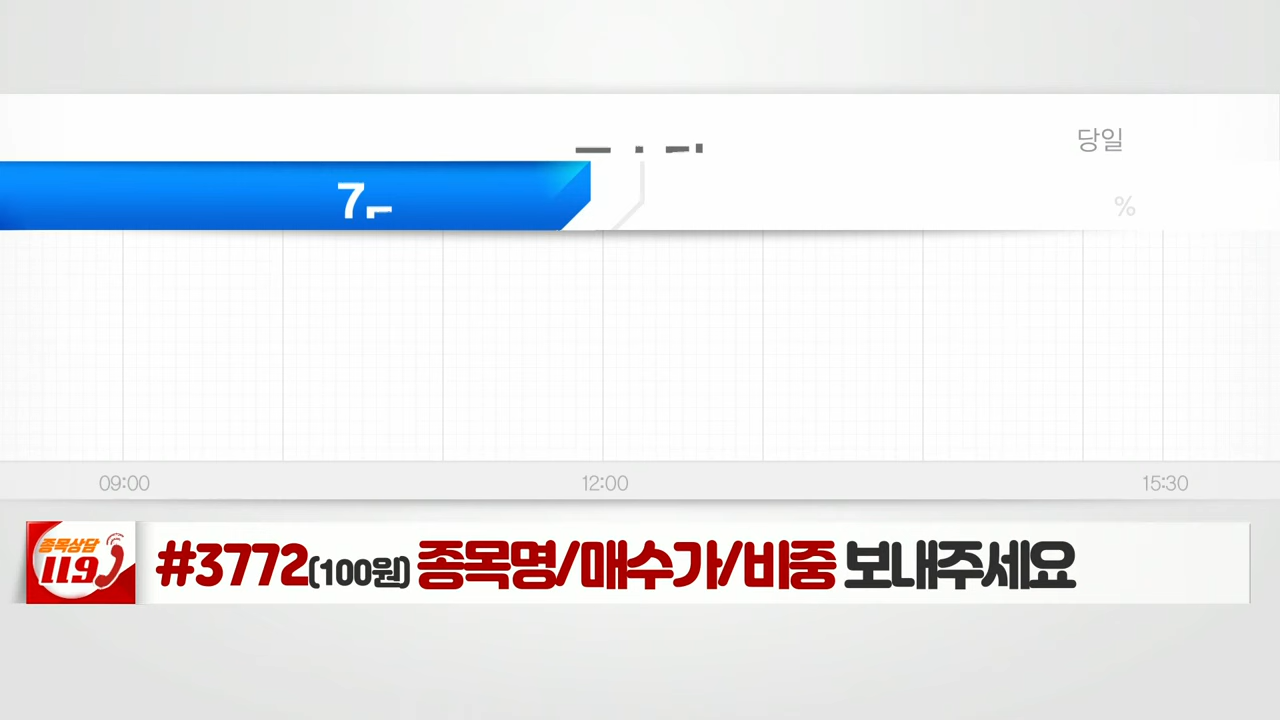 당일
%
09:00 12:00 15:30
종목상담
119
#3772(100원) 종목명/매수가/비중 보내주세요